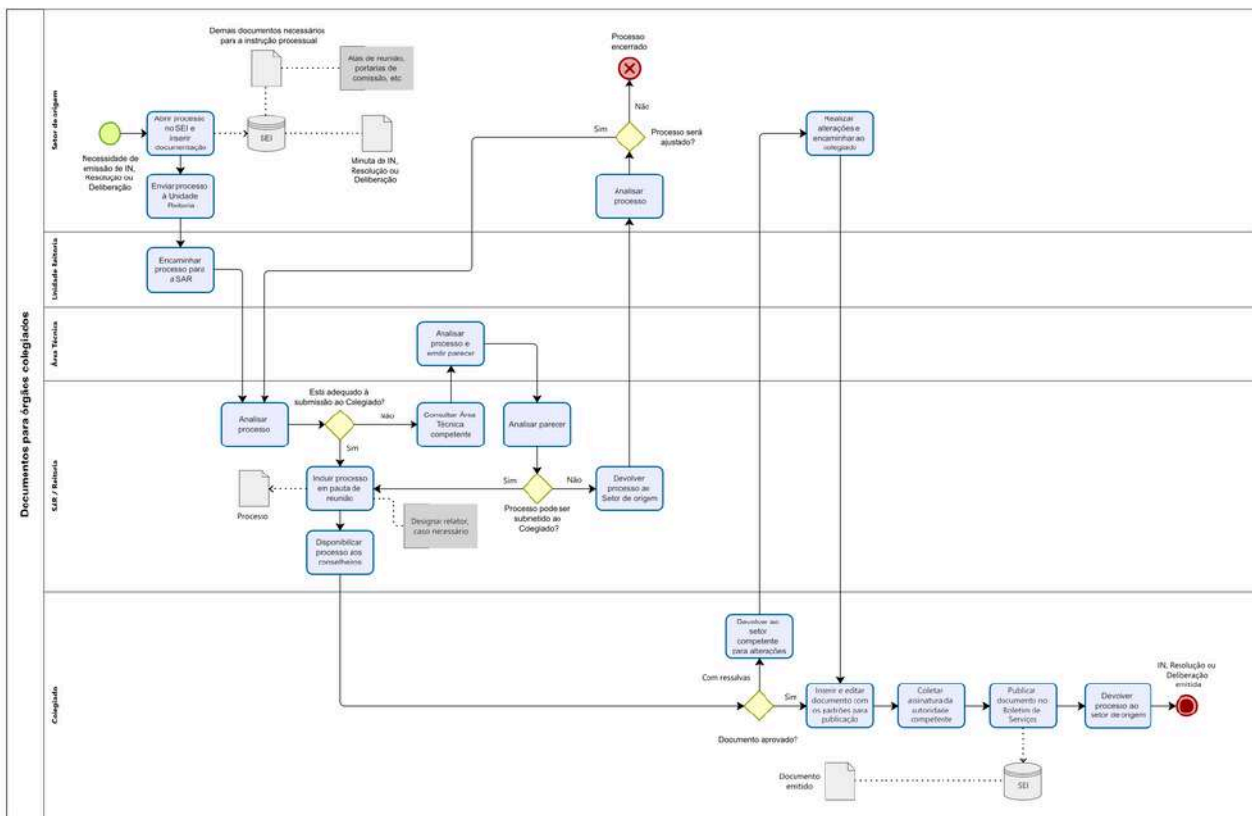 Documentos para órgãos colegiados
Setor de origem
Demais documentos necessários
para a instrução processual
Atas de reunião,
portarias de
comissão, etc
Processo
encerrado
Não
Sim
Processo será
ajustado?
Abrir processo
no SEI e
inserir
documentação
SEI
Minuta de IN,
Resolução ou
Deliberação
Necessidade de
emissão de IN,
Resolução ou
Deliberação
Enviar processo
à Unidade
Reitoria
Analisar
processo
Realizar
alterações e
encaminhar ao
colegiado
Unidade Reitoria
Encaminhar
processo para
a SAR
Área Técnica
Analisar
processo e
emitir parecer
SAR / Reitoria
Analisar
processo
Está adequado à
submissão ao Colegiado?
Não
Sim
Consultar Área
Técnica
competente
Analisar parecer
Sim
Não
Processo pode ser
submetido ao
Colegiado?
Devolver
processo ao
Setor de origem
Incluir processo
em pauta de
reunião
Processo
Designar relator,
caso necessário
Disponibilizar
processo aos
conselheiros
Colegiado
Devolver ao
setor
competente
para alterações
Com ressalvas
Sim
Documento aprovado?
Inserir e editar
documento com
os padrões para
publicação
Coletar
assinatura da
autoridade
competente
Publicar
documento no
Boletim de
Serviços
Devolver
processo ao
setor de origem
IN, Resolução ou
Deliberação
emitida
Documento
emitido
SEI